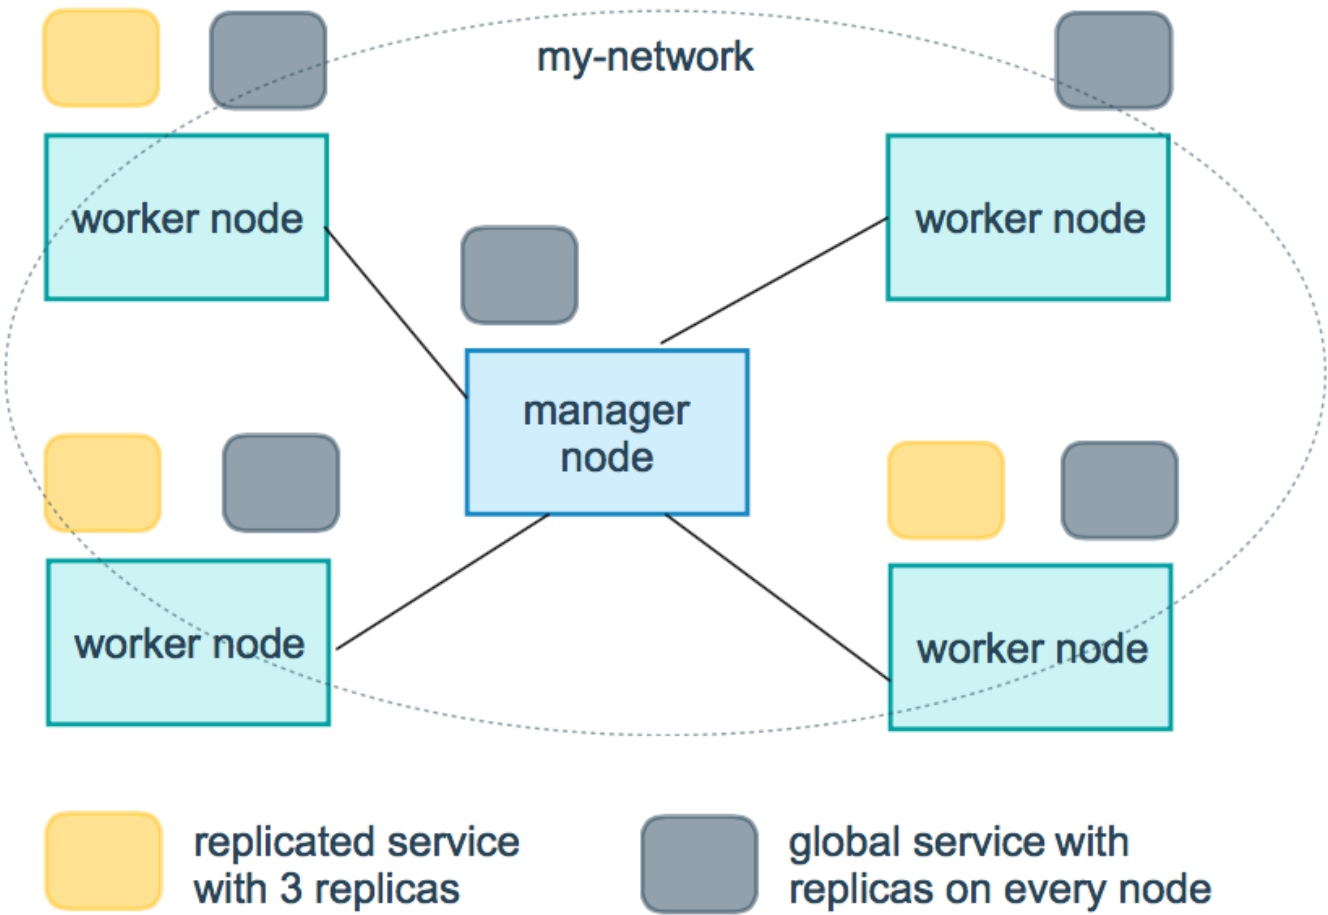 my-network
worker node
worker node
manager
node
worker node
worker node
replicated service
with 3 replicas
global service with
replicas on every node